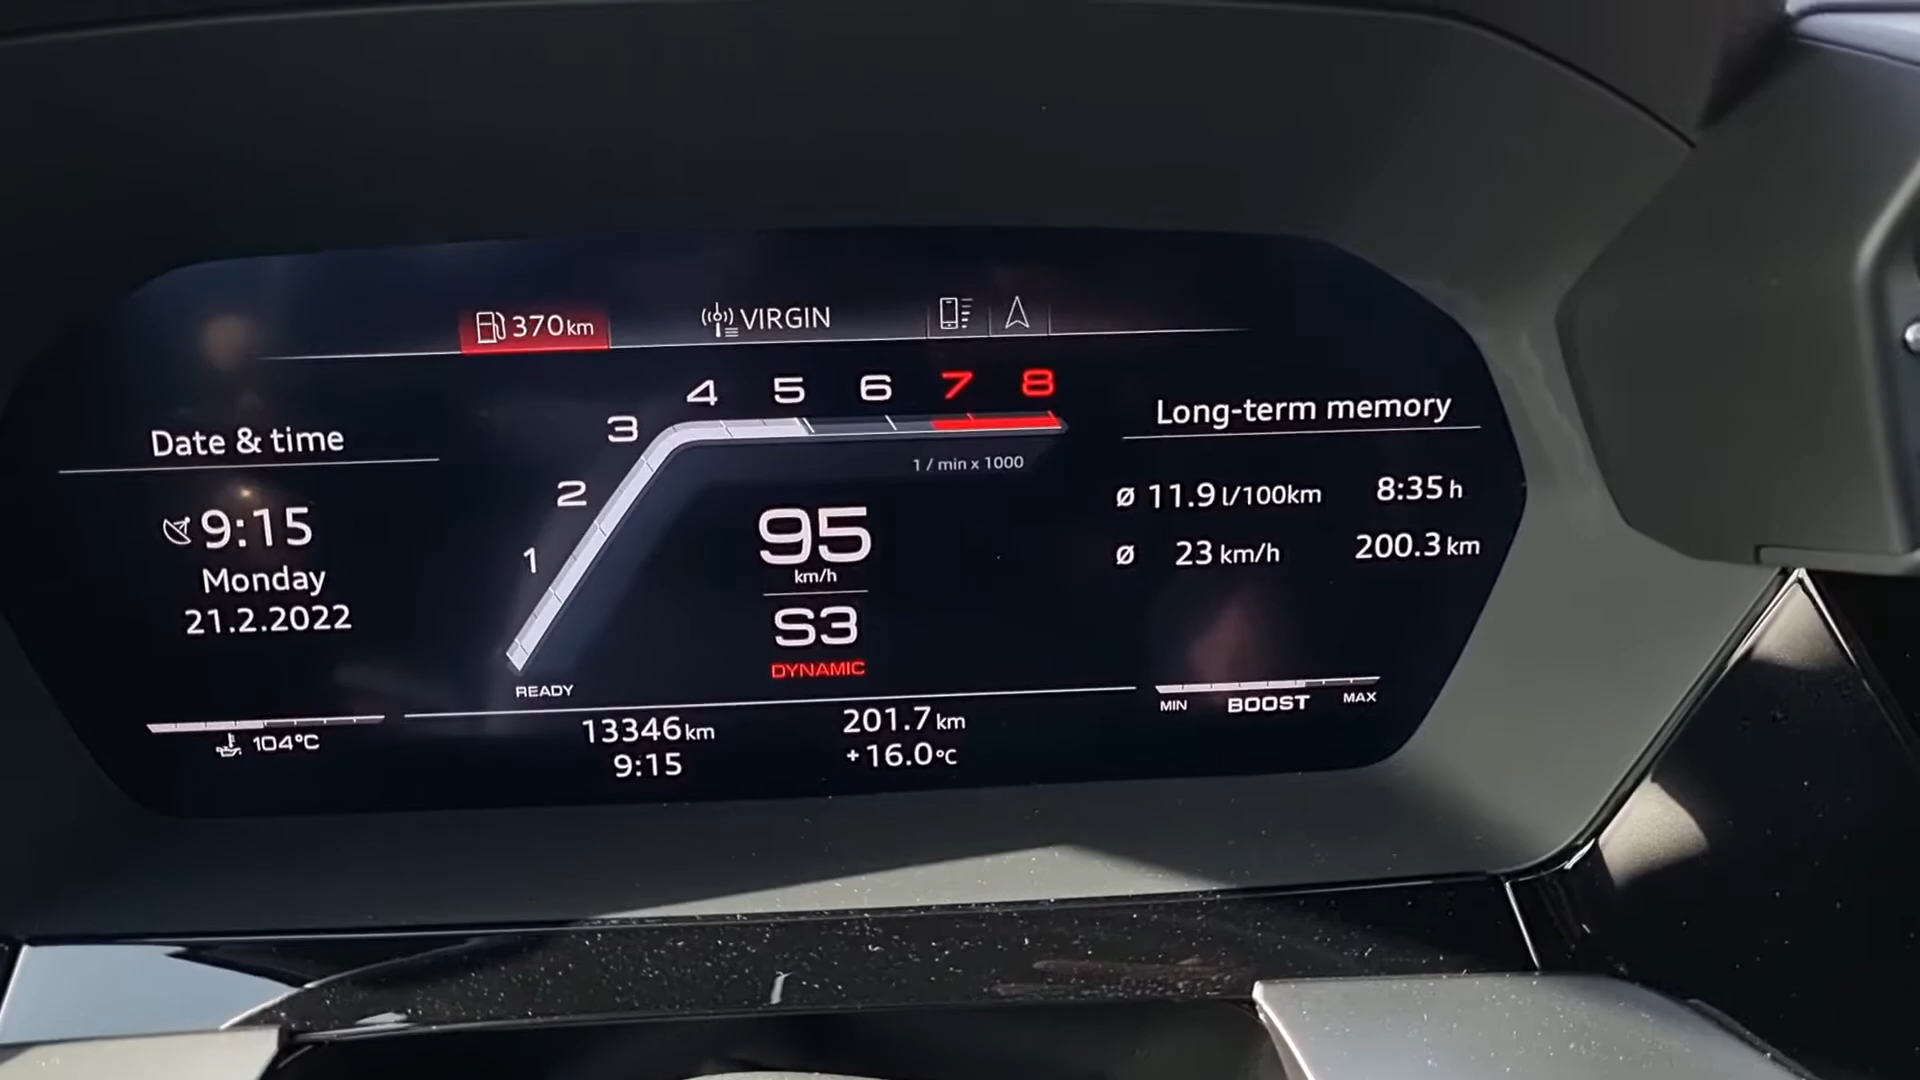 370 km
VIRGIN
Date & time
9:15
Monday
21.2.2022
104°C
1
2
3
4
5
6
7
8
1 / min x 1000
95
km/h
S3
DYNAMIC
READY
13346 km
201.7 km
9:15
+16.0 °C
Long-term memory
ø 11.9 l/100km 8:35 h
ø 23 km/h 200.3 km
MIN BOOST MAX